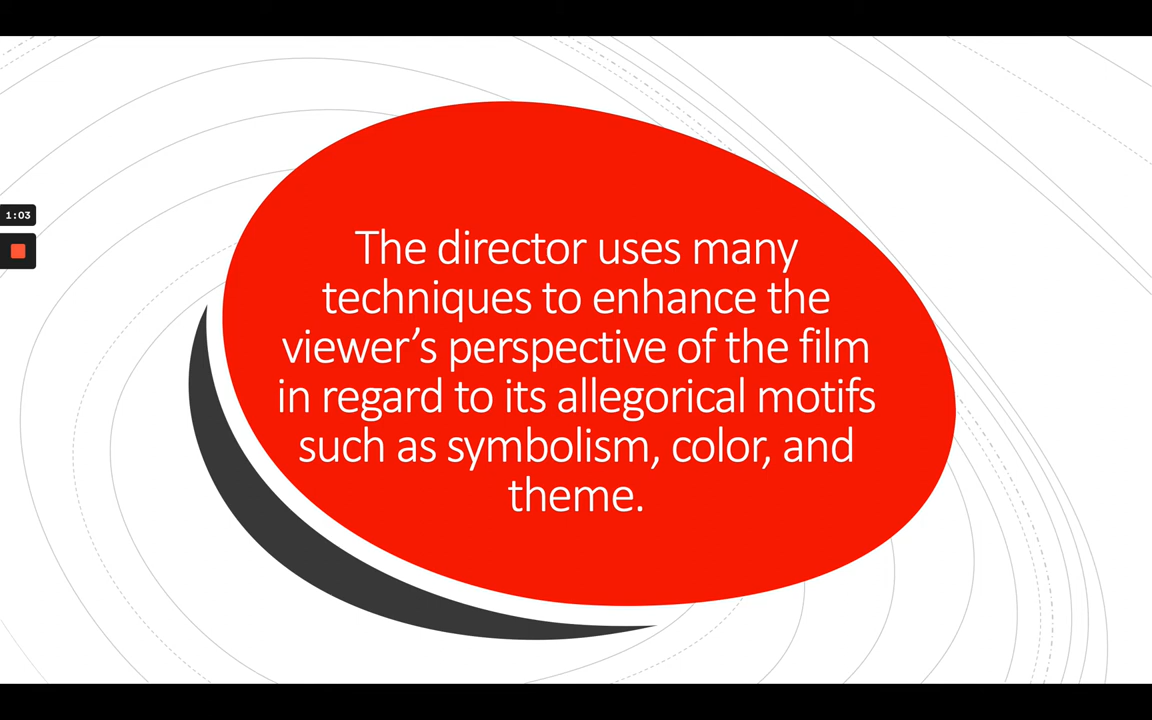 1:03
The director uses many
techniques to enhance the
viewer’s perspective of the film
in regard to its allegorical motifs
such as symbolism, color, and
theme.